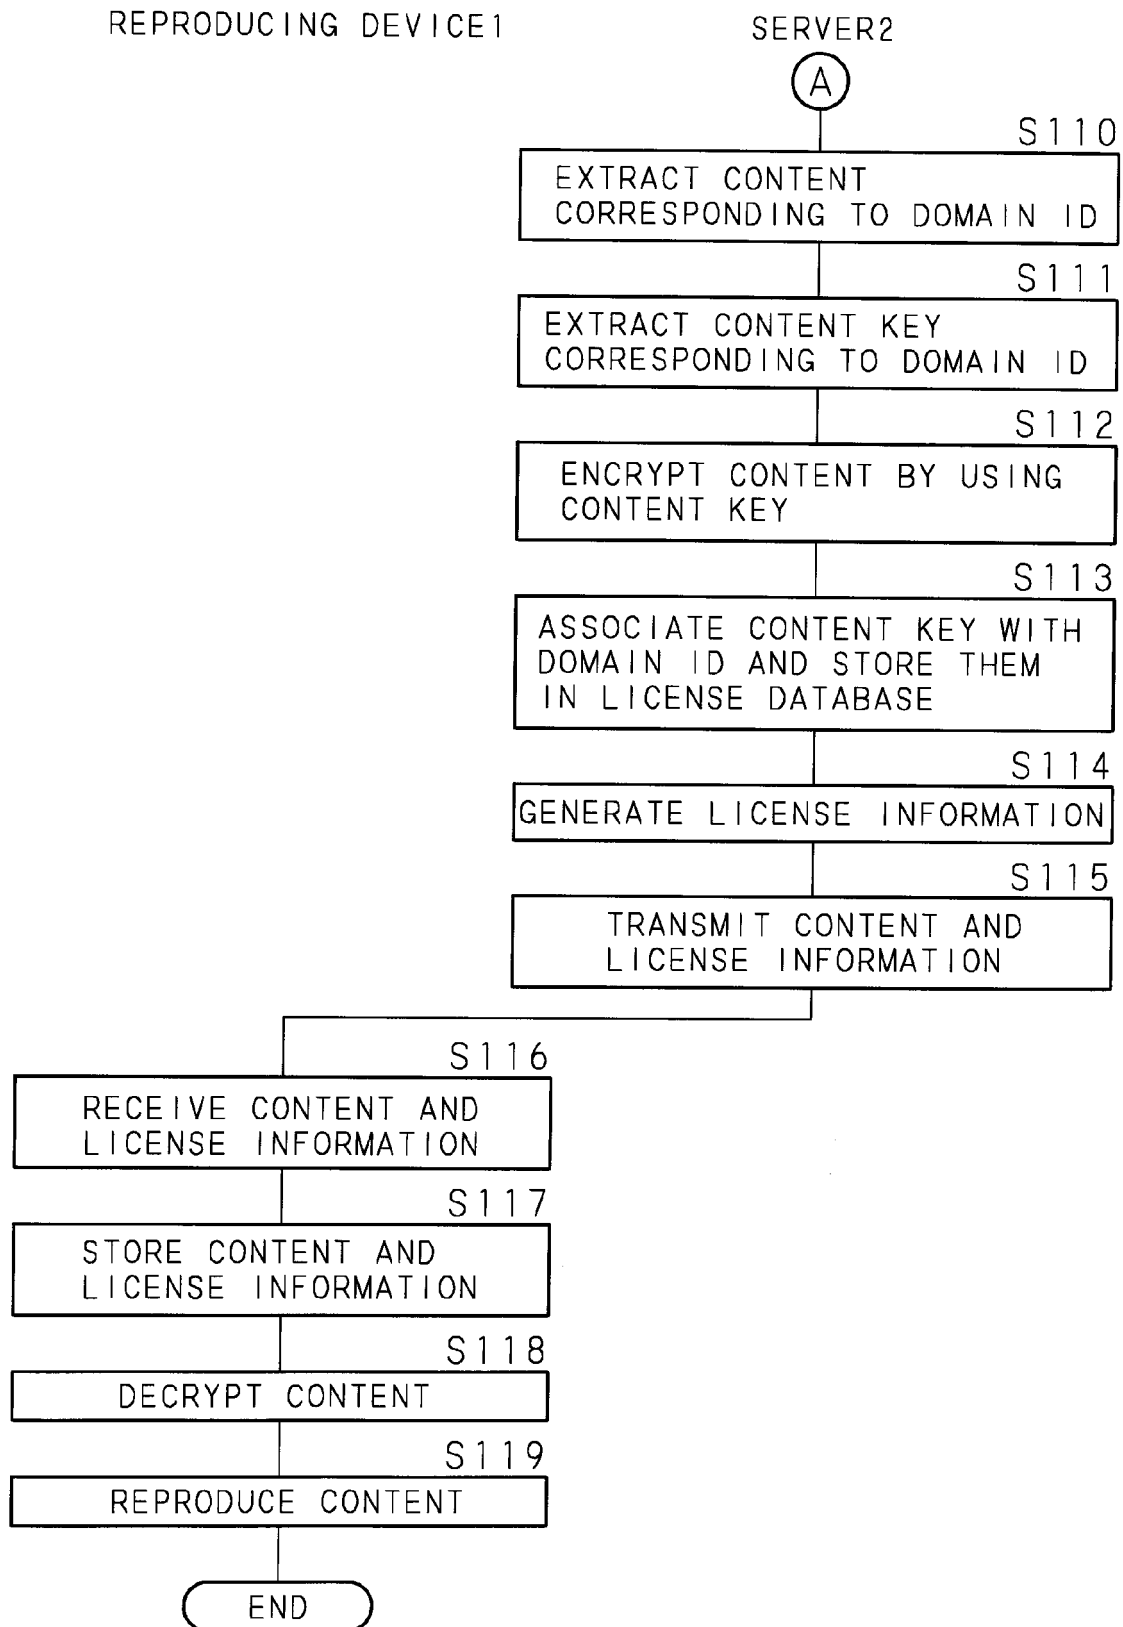 REPRODUCING DEVICE1
SERVER2
A
S110
EXTRACT CONTENT
CORRESPONDING TO DOMAIN ID
S111
EXTRACT CONTENT KEY
CORRESPONDING TO DOMAIN ID
S112
ENCRYPT CONTENT BY USING
CONTENT KEY
S113
ASSOCIATE CONTENT KEY WITH
DOMAIN ID AND STORE THEM
IN LICENSE DATABASE
S114
GENERATE LICENSE INFORMATION
S115
TRANSMIT CONTENT AND
LICENSE INFORMATION
S116
RECEIVE CONTENT AND
LICENSE INFORMATION
S117
STORE CONTENT AND
LICENSE INFORMATION
S118
DECRYPT CONTENT
S119
REPRODUCE CONTENT
END